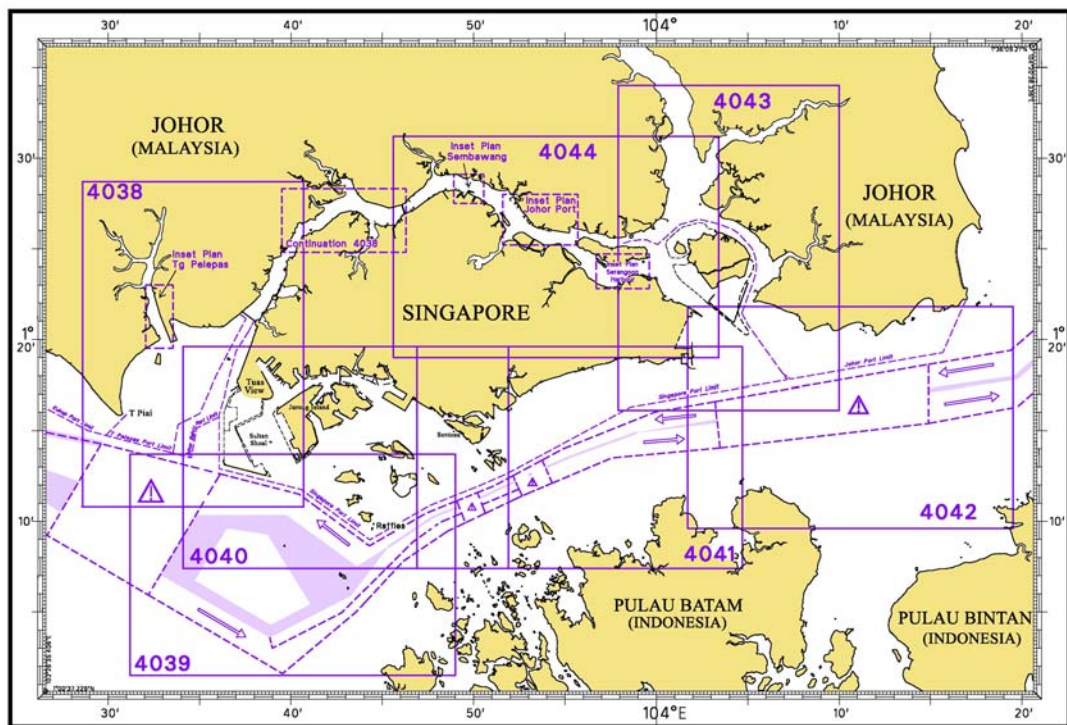 30'
40'
50'
104°
10'
20'
JOHOR
(MALAYSIA)
30'
4043
4044
Inset Plan
Sembawang
30'
4038
Inset Plan
Johor Port
JOHOR
(MALAYSIA)
Continuation 4038
Inset Plan
Tg Pelepas
Inset Plan
Serangoon
Harbour
SINGAPORE
1°
20'
1°
20'
Tuas
View
Jurong Island
Johor Port Limit
Singapore Port Limit
T Piai
Sultan
Shoal
Sentosa
Port Limit
Singapore Port Limit
10'
Raffles
10'
4042
4040
4041
PULAU BATAM
(INDONESIA)
PULAU BINTAN
(INDONESIA)
4039
30'
40'
50'
104°E
10'
20'